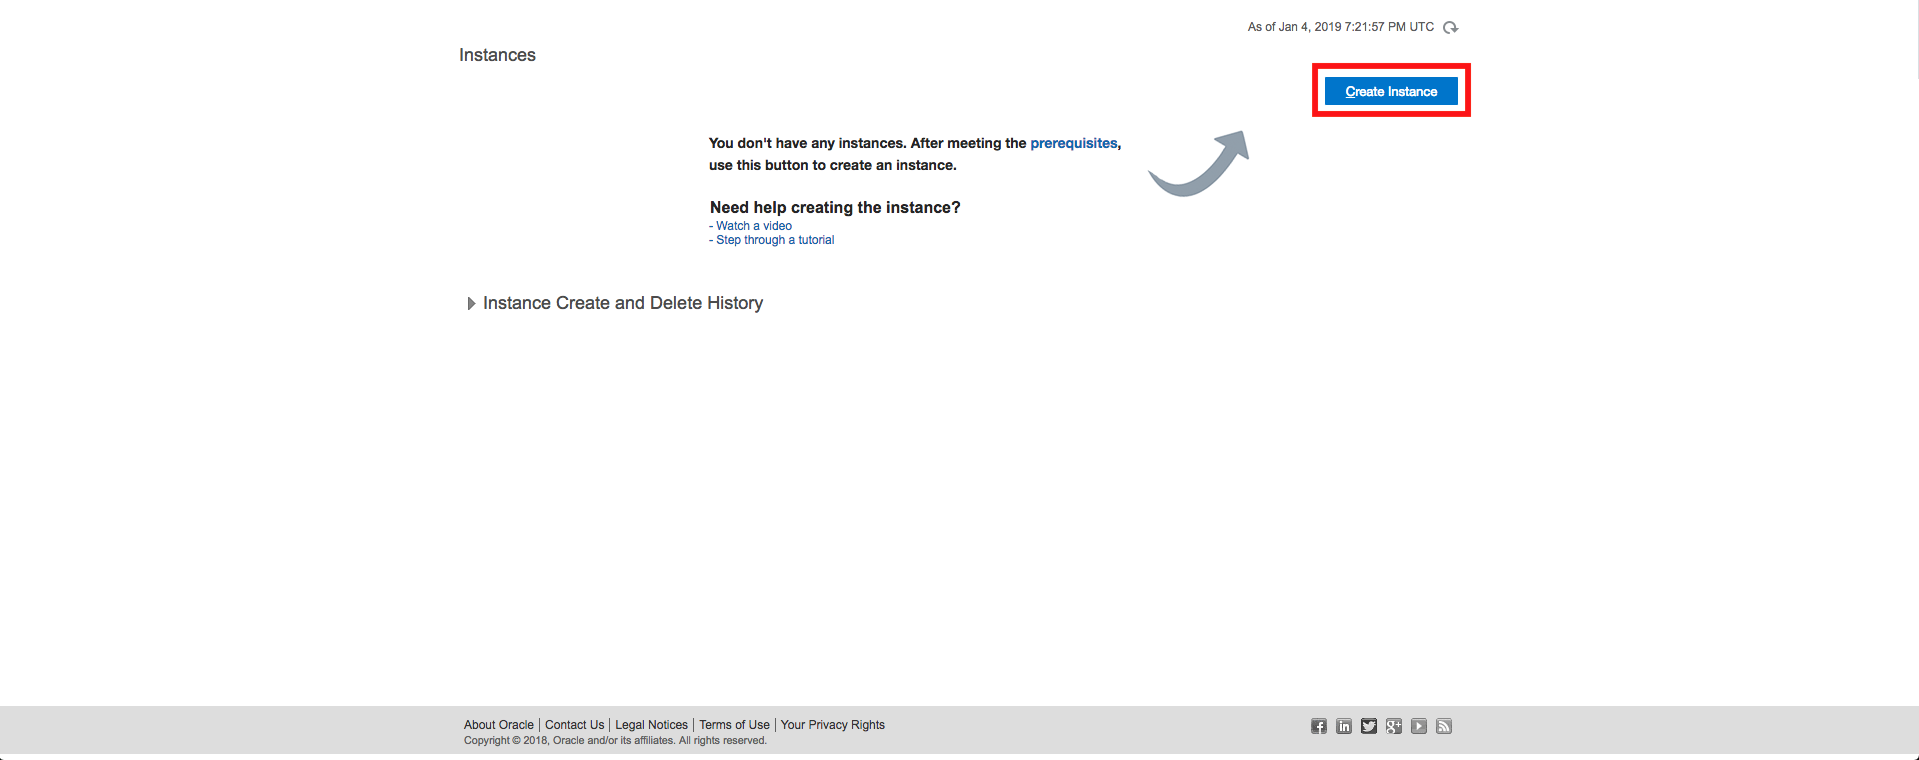 As of Jan 4, 2019 7:21:57 PM UTC
Instances
Create Instance
You don't have any instances. After meeting the prerequisites,
use this button to create an instance.
Need help creating the instance?
- Watch a video
- Step through a tutorial
Instance Create and Delete History
About Oracle | Contact Us | Legal Notices | Terms of Use | Your Privacy Rights
Copyright © 2018, Oracle and/or its affiliates. All rights reserved.